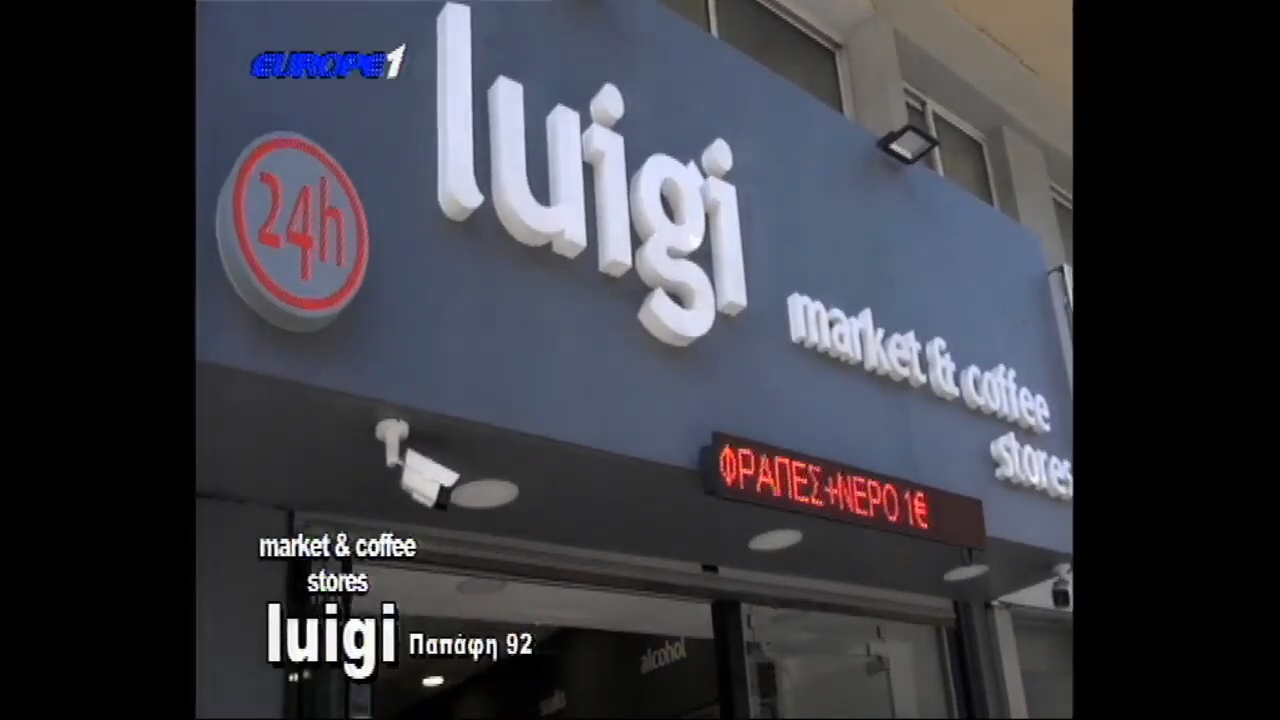 EUROPE1
24h
luigi
market & coffee
stores
ΦΡΑΠΕΣ+ΝΕΡΟ 1€
alcohol
market & coffee
stores
luigi Παπάφη 92